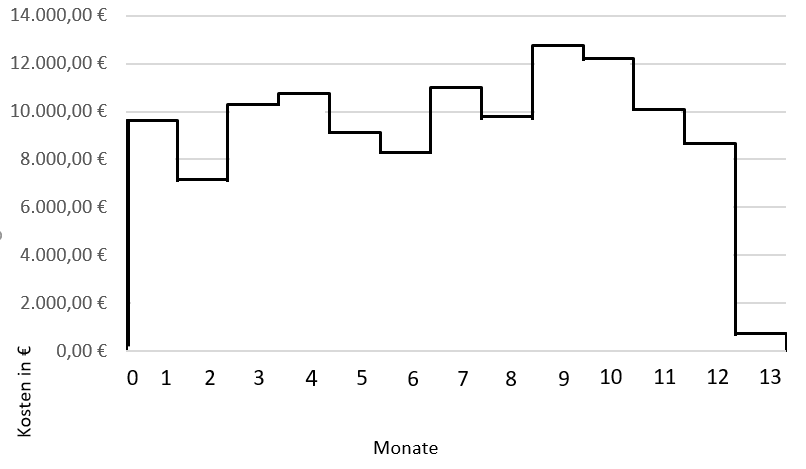 14.000,00 €
12.000,00 €
10.000,00 €
8.000,00 €
6.000,00 €
4.000,00 €
2.000,00 €
0,00 €
Kosten in €
0 1 2 3 4 5 6 7 8 9 10 11 12 13
Monate